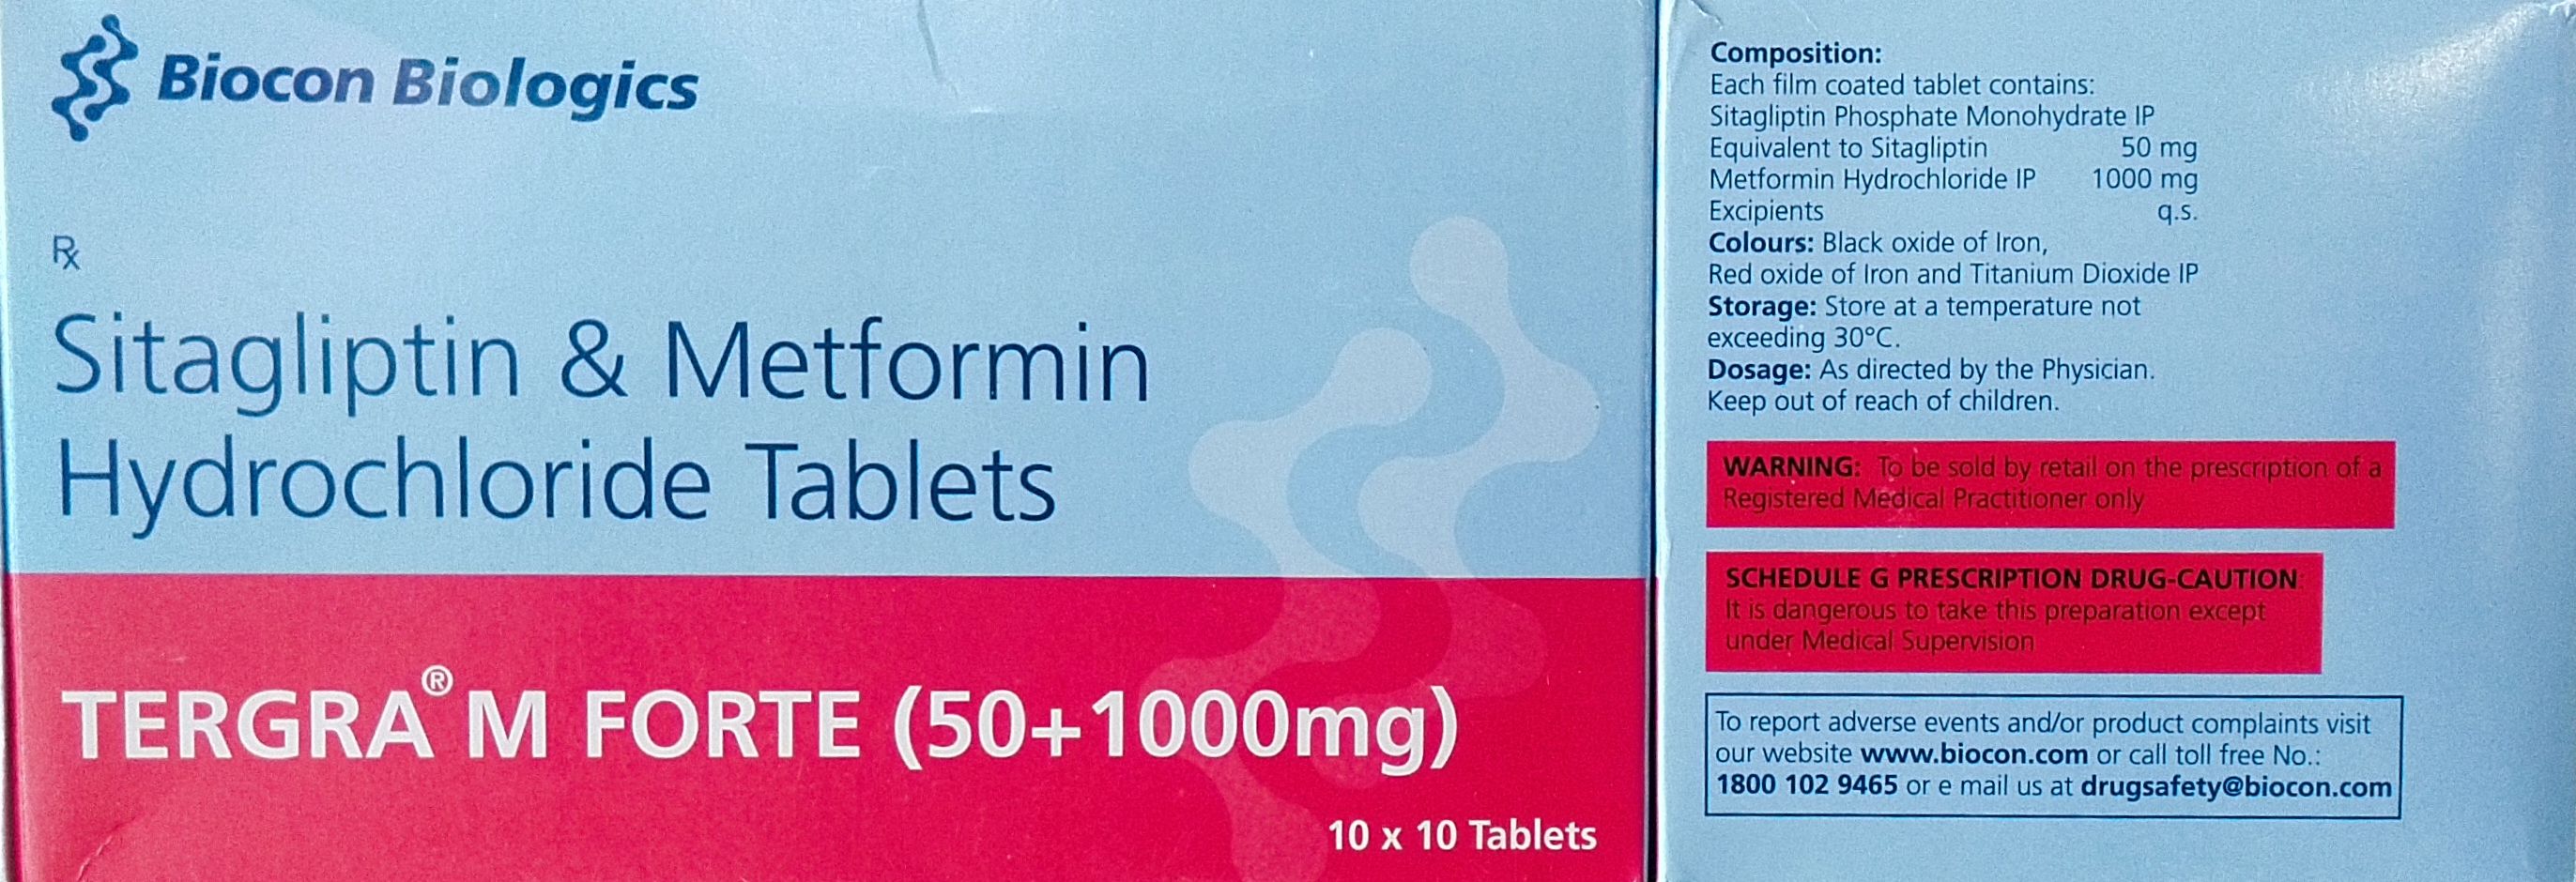 Biocon Biologics
Rx
Sitagliptin & Metformin
Hydrochloride Tablets
TERGRA® M FORTE (50+1000mg)
10 x 10 Tablets
Composition:
Each film coated tablet contains:
Sitagliptin Phosphate Monohydrate IP
Equivalent to Sitagliptin 50 mg
Metformin Hydrochloride IP 1000 mg
Excipients q.s.
Colours: Black oxide of Iron,
Red oxide of Iron and Titanium Dioxide IP
Storage: Store at a temperature not
exceeding 30°C.
Dosage: As directed by the Physician.
Keep out of reach of children.
WARNING: To be sold by retail on the prescription of a
Registered Medical Practitioner only
SCHEDULE G PRESCRIPTION DRUG-CAUTION:
It is dangerous to take this preparation except
under Medical Supervision
To report adverse events and/or product complaints visit
our website www.biocon.com or call toll free No.:
1800 102 9465 or e mail us at drugsafety@biocon.com